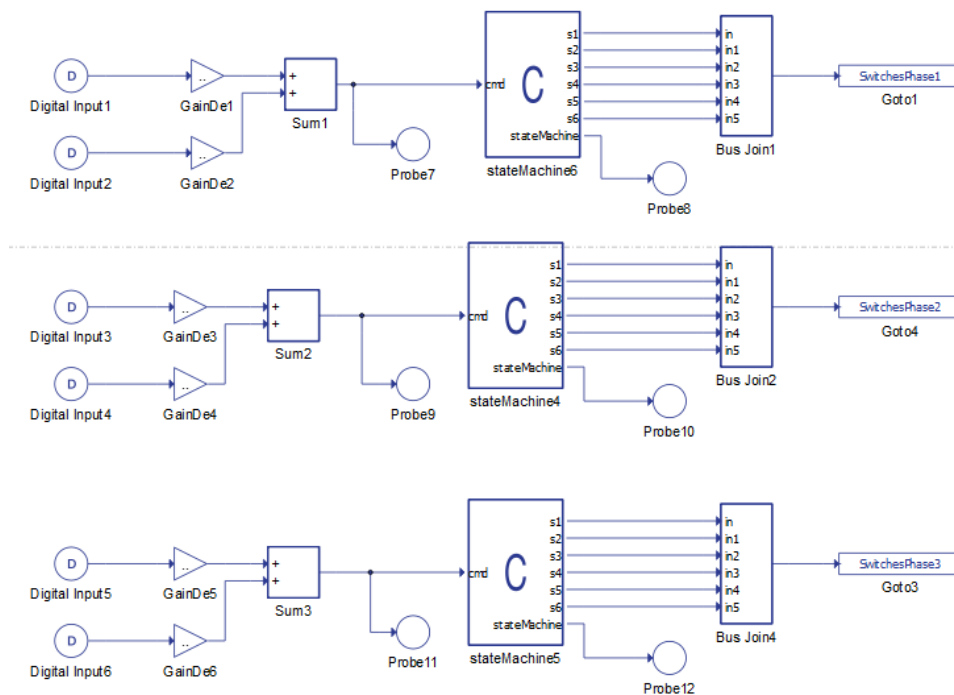 s1
in
s2
in1
D
..
+
s3
in2
SwitchesPhase1
cmd
C
s4
in3
Digital Input1
GainDe1
+
s5
in4
Goto1
Sum1
s6
in5
D
..
stateMachine
Bus Join1
Digital Input2
GainDe2
Probe7
stateMachine6
Probe8
s1
in
s2
in1
D
..
+
s3
in2
SwitchesPhase2
cmd
C
s4
in3
Digital Input3
GainDe3
+
s5
in4
Goto4
Sum2
s6
in5
D
..
stateMachine
Bus Join2
Digital Input4
GainDe4
Probe9
stateMachine4
Probe10
s1
in
s2
in1
D
..
+
s3
in2
SwitchesPhase3
cmd
C
s4
in3
Digital Input5
GainDe5
+
s5
in4
Goto3
Sum3
s6
in5
D
..
stateMachine
Bus Join4
Digital Input6
GainDe6
Probe11
stateMachine5
Probe12